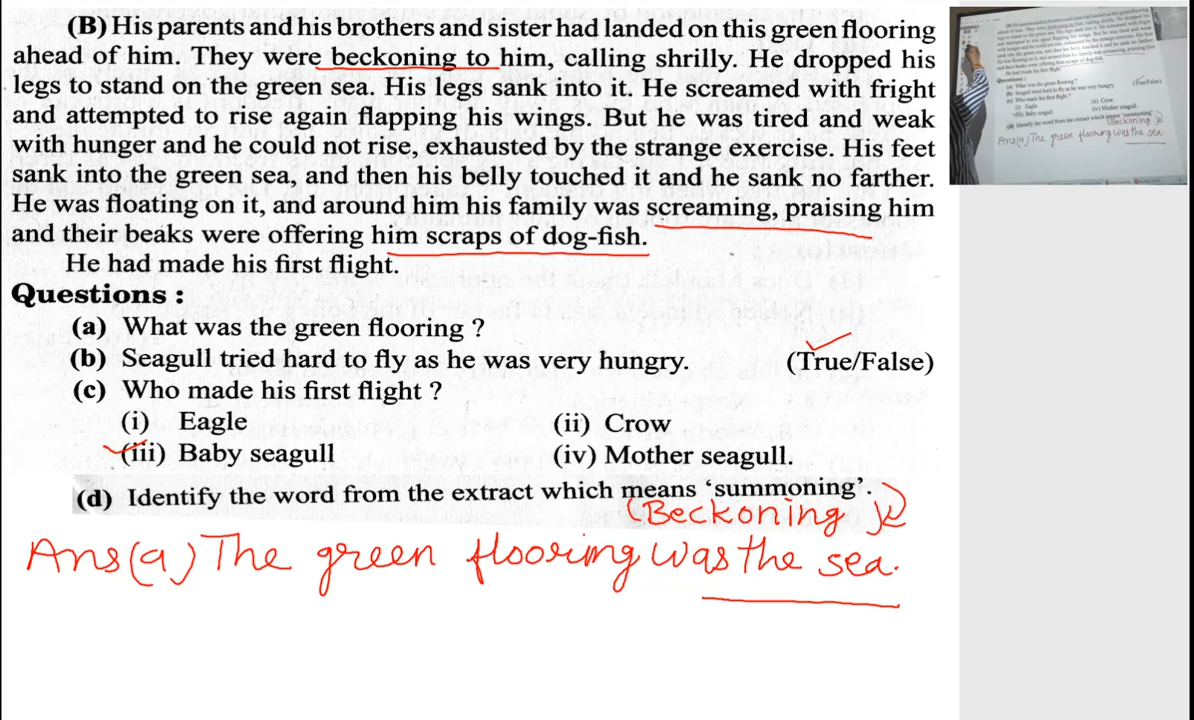 (B) His parents and his brothers and sister had landed on this green flooring
ahead of him. They were beckoning to him, calling shrilly. He dropped his
legs to stand on the green sea. His legs sank into it. He screamed with fright
and attempted to rise again flapping his wings. But he was tired and weak
with hunger and he could not rise, exhausted by the strange exercise. His feet
sank into the green sea, and then his belly touched it and he sank no farther.
He was floating on it, and around him his family was screaming, praising him
and their beaks were offering him scraps of dog-fish.
He had made his first flight.
Questions :
(a) What was the green flooring ?
(b) Seagull tried hard to fly as he was very hungry. (True/False)
(c) Who made his first flight ?
(i) Eagle (ii) Crow
(iii) Baby seagull (iv) Mother seagull.
(d) Identify the word from the extract which means ‘summoning’.
(Beckoning)
Ans(a) The green flooring was the sea.